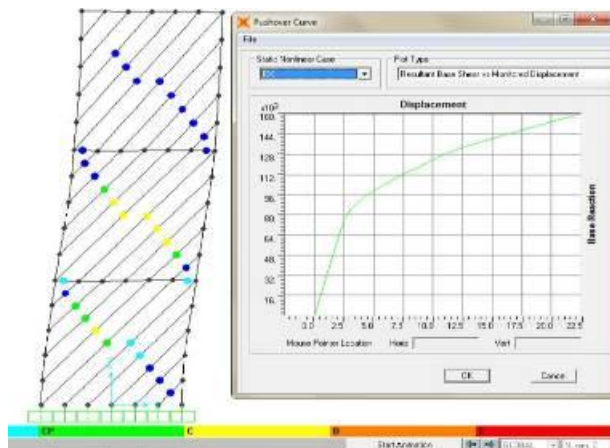 Pushover Curve
File
Static Nonlinear Case
Plot Type
Resultant Base Shear vs Monitored Displacement
Displacement
x10³
160.
144.
128.
112.
96.
80.
64.
48.
32.
16.
Base Reaction
0.0 2.5 5.0 7.5 10.0 12.5 15.0 17.5 20.0 22.5
Mouse Pointer Location Horiz Vert
OK Cancel
CP C D E
Start Animation GLOBAL